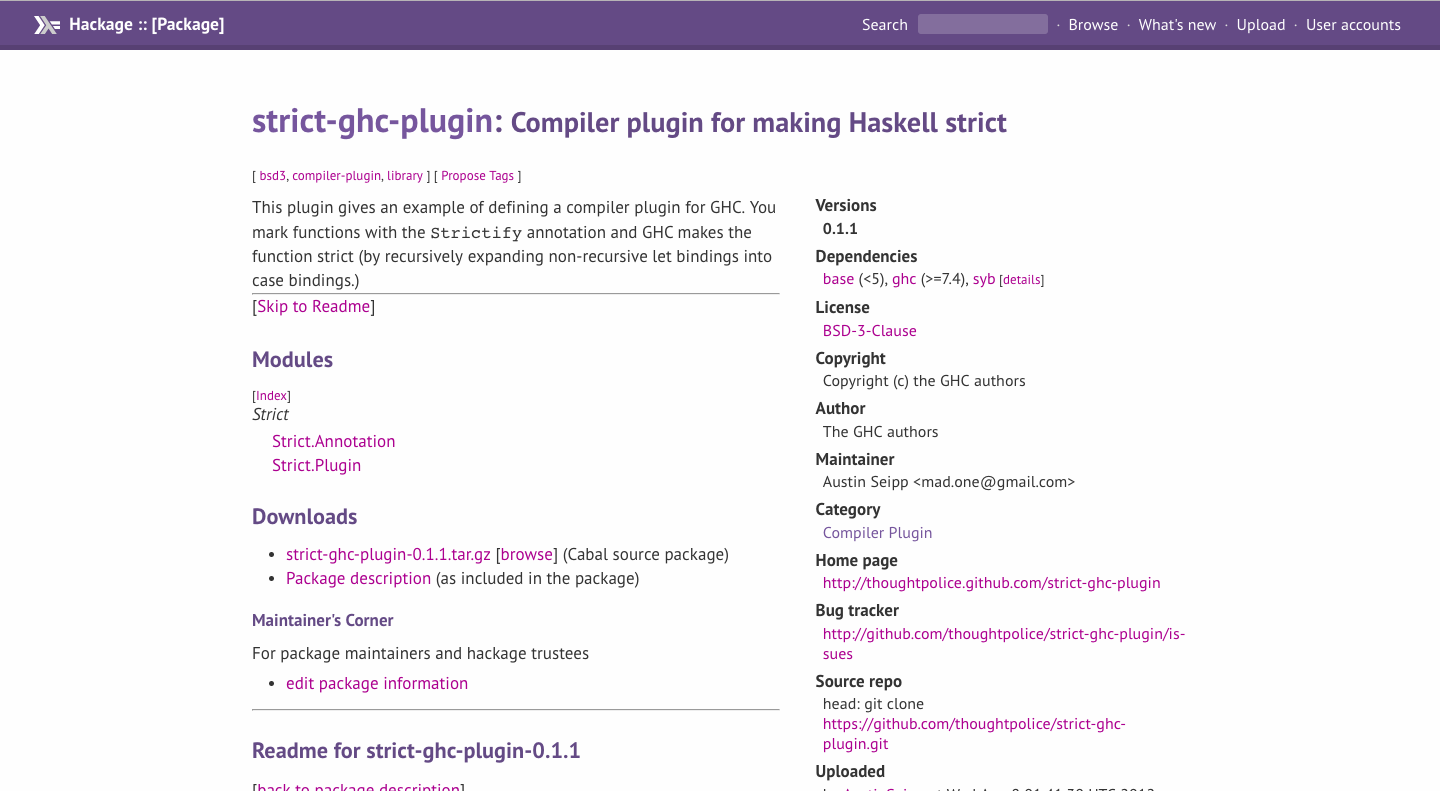 Hackage :: [Package]
Search · Browse · What's new · Upload · User accounts
strict-ghc-plugin: Compiler plugin for making Haskell strict
[ bsd3, compiler-plugin, library ] [ Propose Tags ]
This plugin gives an example of defining a compiler plugin for GHC. You
mark functions with the Strictify annotation and GHC makes the
function strict (by recursively expanding non-recursive let bindings into
case bindings.)
[Skip to Readme]
Modules
[Index]
Strict
Strict.Annotation
Strict.Plugin
Downloads
• strict-ghc-plugin-0.1.1.tar.gz [browse] (Cabal source package)
• Package description (as included in the package)
Maintainer's Corner
For package maintainers and hackage trustees
• edit package information
Readme for strict-ghc-plugin-0.1.1
[back to package description]
Versions
0.1.1
Dependencies
base (<5), ghc (>=7.4), syb [details]
License
BSD-3-Clause
Copyright
Copyright (c) the GHC authors
Author
The GHC authors
Maintainer
Austin Seipp <mad.one@gmail.com>
Category
Compiler Plugin
Home page
http://thoughtpolice.github.com/strict-ghc-plugin
Bug tracker
http://github.com/thoughtpolice/strict-ghc-plugin/is-
sues
Source repo
head: git clone
https://github.com/thoughtpolice/strict-ghc-
plugin.git
Uploaded